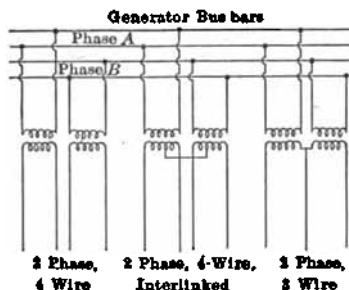 Generator Bus bars
Phase A
Phase B
2 Phase,
4 Wire
2 Phase, 4-Wire,
Interlinked
2 Phase,
3 Wire